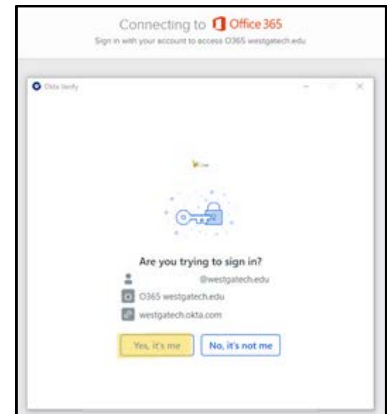 Connecting to Office 365
Sign in with your account to access O365 westgatech.edu
Okta Verify
Are you trying to sign in?
@westgatech.edu
O365 westgatech.edu
westgatech.okta.com
Yes, it's me
No, it's not me